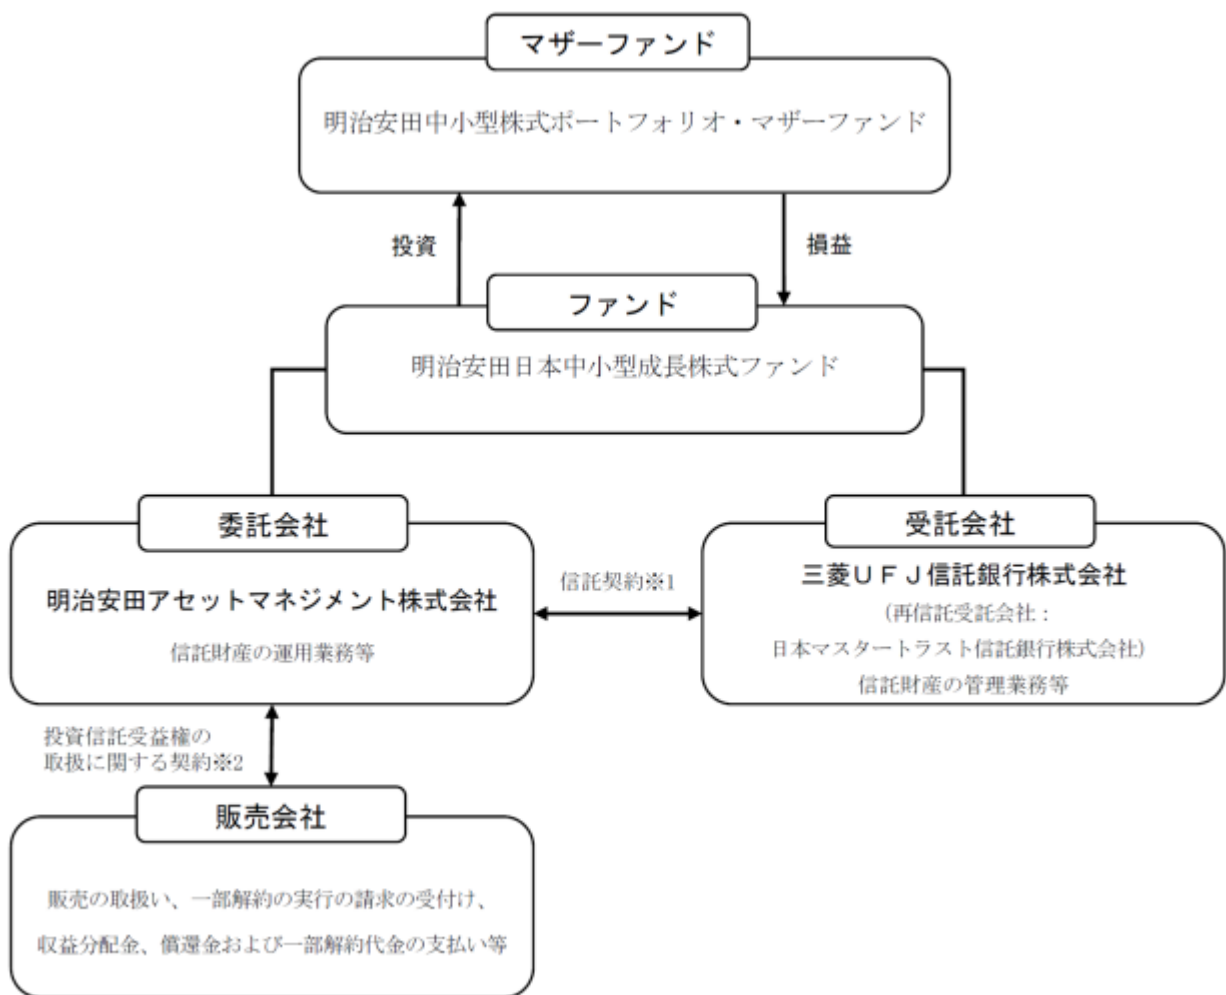 マザーファンド
明治安田中小型株式ポートフォリオ・マザーファンド
投資
損益
ファンド
明治安田日本中小型成長株式ファンド
委託会社
明治安田アセットマネジメント株式会社
信託財産の運用業務等
信託契約※1
受託会社
三菱ＵＦＪ信託銀行株式会社
(再信託受託会社：
日本マスタートラスト信託銀行株式会社)
信託財産の管理業務等
投資信託受益権の
取扱に関する契約※2
販売会社
販売の取扱い、一部解約の実行の請求の受付け、
収益分配金、償還金および一部解約代金の支払い等